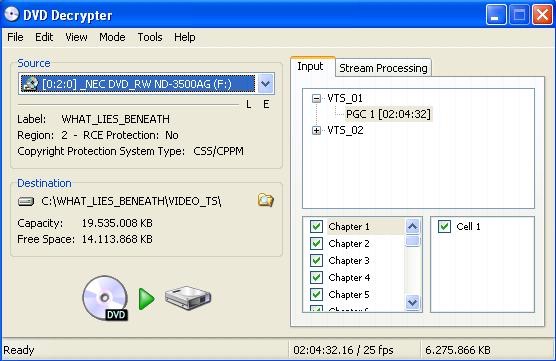 DVD Decrypter
File Edit View Mode Tools Help
Source
[0:2:0] _NEC DVD_RW ND-3500AG (F:)
L E
Label: WHAT_LIES_BENEATH
Region: 2 - RCE Protection: No
Copyright Protection System Type: CSS/CPPM
Destination
C:\WHAT_LIES_BENEATH\VIDEO_TS\
Capacity: 19.535.008 KB
Free Space: 14.113.868 KB
DVD
Input Stream Processing
VTS_01
PGC 1 [02:04:32]
VTS_02
Chapter 1
Chapter 2
Chapter 3
Chapter 4
Chapter 5
Chapter 6
Cell 1
Ready
02:04:32.16 / 25 fps
6.275.866 KB